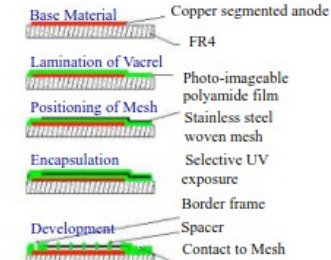 Base Material
Copper segmented anode
FR4
Lamination of Vacrel
Photo-imageable
polyamide film
Positioning of Mesh
Stainless steel
woven mesh
Encapsulation
Selective UV
exposure
Border frame
Development
Spacer
Contact to Mesh